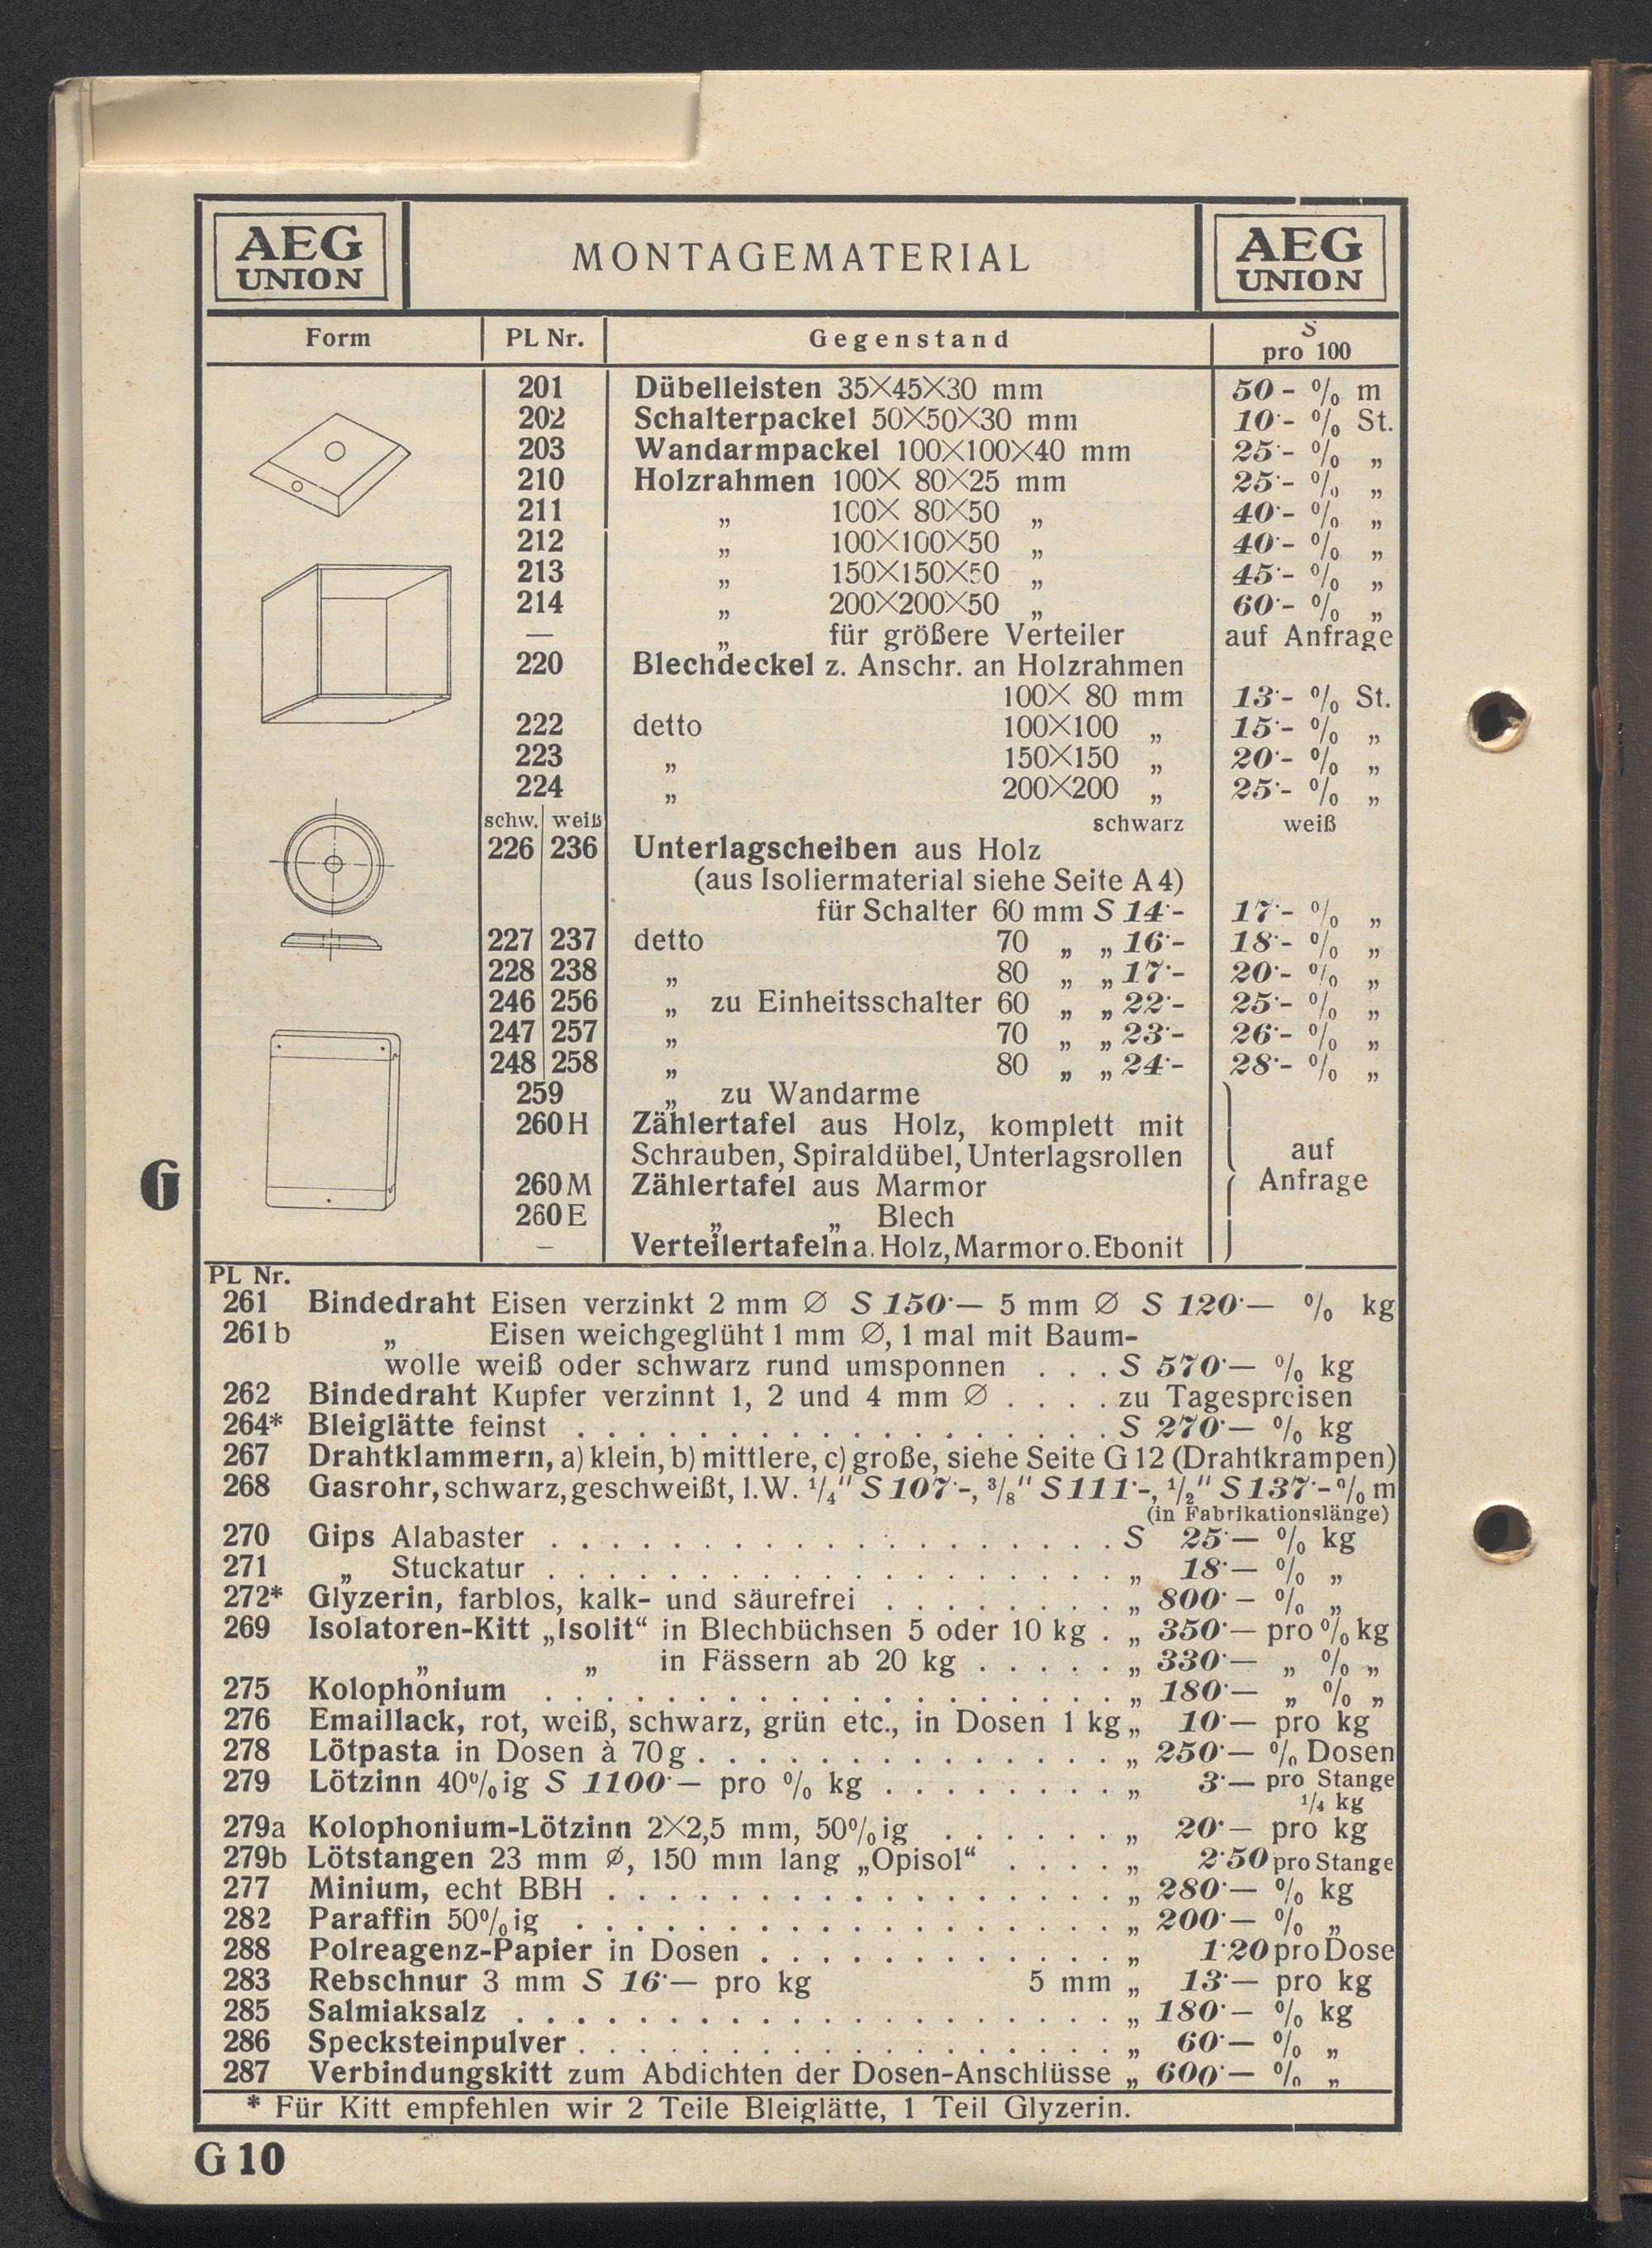 AEG
UNION
MONTAGEMATERIAL
AEG
UNION
Form PL Nr. Gegenstand S pro 100
201 Dübelleisten 35×45×30 mm 50·- % m
202 Schalterpackel 50×50×30 mm 10·- % St.
203 Wandarmpackel 100×100×40 mm 25·- % „
210 Holzrahmen 100× 80×25 mm 25·- % „
211 „ 100× 80×50 „ 40·- % „
212 „ 100×100×50 „ 40·- % „
213 „ 150×150×50 „ 45·- % „
214 „ 200×200×50 „ 60·- % „
— „ für größere Verteiler auf Anfrage
220 Blechdeckel z. Anschr. an Holzrahmen
100× 80 mm 13·- % St.
222 detto 100×100 „ 15·- % „
223 „ 150×150 „ 20·- % „
224 „ 200×200 „ 25·- % „
schw. weiß schwarz weiß
226 236 Unterlagscheiben aus Holz
(aus Isoliermaterial siehe Seite A 4)
für Schalter 60 mm S 14·- 17·- % „
227 237 detto 70 „ „ 16·- 18·- % „
228 238 „ 80 „ „ 17·- 20·- % „
246 256 „ zu Einheitsschalter 60 „ „ 22·- 25·- % „
247 257 „ 70 „ „ 23·- 26·- % „
248 258 „ 80 „ „ 24·- 28·- % „
259 „ zu Wandarme
260 H Zählertafel aus Holz, komplett mit
Schrauben, Spiraldübel, Unterlagsrollen auf
260 M Zählertafel aus Marmor Anfrage
260 E „ „ Blech
— Verteilertafeln a. Holz, Marmor o. Ebonit
G
PL Nr.
261 Bindedraht Eisen verzinkt 2 mm ∅ S 150·— 5 mm ∅ S 120·— % kg
261 b „ Eisen weichgeglüht 1 mm ∅, 1 mal mit Baum-
wolle weiß oder schwarz rund umsponnen . . . S 570·— % kg
262 Bindedraht Kupfer verzinnt 1, 2 und 4 mm ∅ . . . . zu Tagespreisen
264* Bleiglätte feinst . . . . . . . . . . . . . . . . . . S 270·— % kg
267 Drahtklammern, a) klein, b) mittlere, c) große, siehe Seite G 12 (Drahtkrampen)
268 Gasrohr, schwarz, geschweißt, l. W. 1/4" S 107·-, 3/8" S 111·-, 1/2" S 137·- % m
(in Fabrikationslänge)
270 Gips Alabaster . . . . . . . . . . . . . . . . . . . S 25·— % kg
271 „ Stuckatur . . . . . . . . . . . . . . . . . . . . „ 18·— % „
272* Glyzerin, farblos, kalk- und säurefrei . . . . . . . . „ 800·— % „
269 Isolatoren-Kitt „Isolit“ in Blechbüchsen 5 oder 10 kg . „ 350·— pro % kg
„ „ in Fässern ab 20 kg . . . . . „ 330·— „ % „
275 Kolophonium . . . . . . . . . . . . . . . . . . . . „ 180·— „ % „
276 Emaillack, rot, weiß, schwarz, grün etc., in Dosen 1 kg „ 10·— pro kg
278 Lötpasta in Dosen à 70 g . . . . . . . . . . . . . . . „ 250·— % Dosen
279 Lötzinn 40%ig S 1100·— pro % kg . . . . . . . . „ 3·— pro Stange
1/4 kg
279a Kolophonium-Lötzinn 2×2,5 mm, 50%ig . . . . . . „ 20·— pro kg
279b Lötstangen 23 mm ∅, 150 mm lang „Opisol“ . . . . „ 2·50 pro Stange
277 Minium, echt BBH . . . . . . . . . . . . . . . . . . „ 280·— % kg
282 Paraffin 50%ig . . . . . . . . . . . . . . . . . . . „ 200·— % „
288 Polreagenz-Papier in Dosen . . . . . . . . . . . . . „ 1·20 pro Dose
283 Rebschnur 3 mm S 16·— pro kg 5 mm „ 13·— pro kg
285 Salmiaksalz . . . . . . . . . . . . . . . . . . . . „ 180·— % kg
286 Specksteinpulver . . . . . . . . . . . . . . . . . . „ 60·— % „
287 Verbindungskitt zum Abdichten der Dosen-Anschlüsse „ 600·— % „
* Für Kitt empfehlen wir 2 Teile Bleiglätte, 1 Teil Glyzerin.
G 10